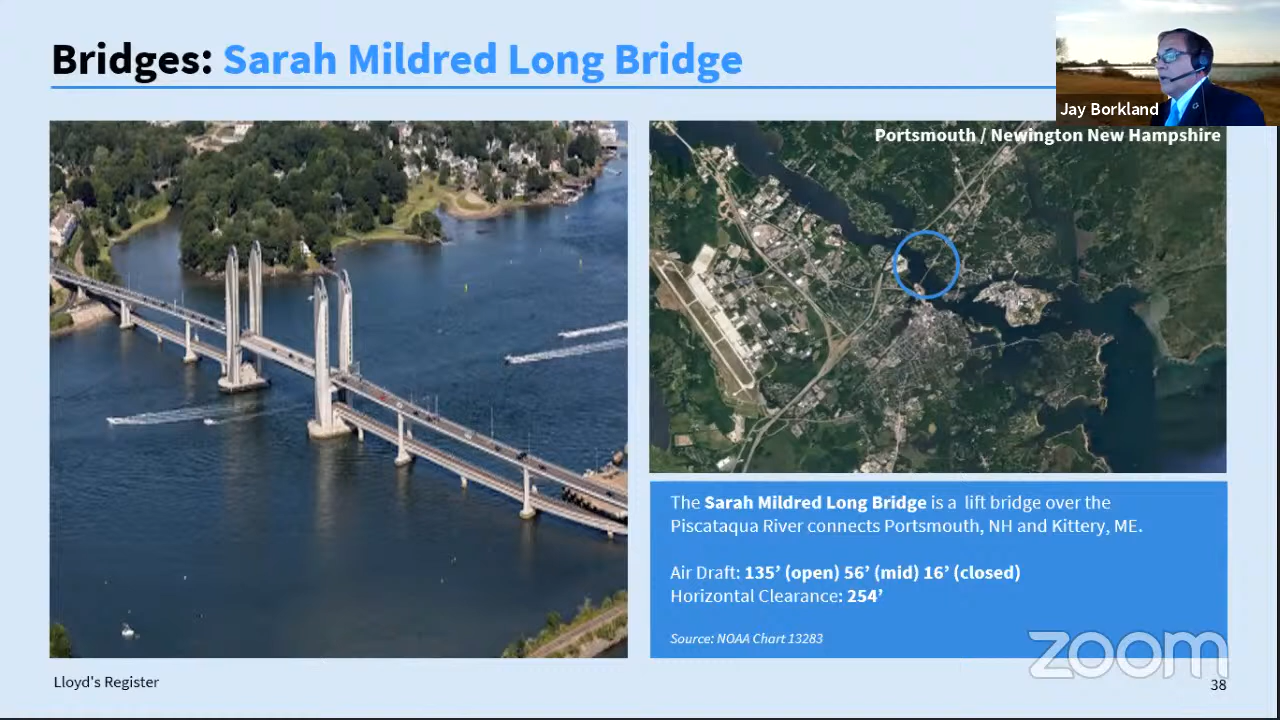 Bridges: Sarah Mildred Long Bridge
Jay Borkland
Portsmouth / Newington New Hampshire
The Sarah Mildred Long Bridge is a lift bridge over the
Piscataqua River connects Portsmouth, NH and Kittery, ME.
Air Draft: 135’ (open) 56’ (mid) 16’ (closed)
Horizontal Clearance: 254’
Source: NOAA Chart 13283
zoom
Lloyd's Register
38